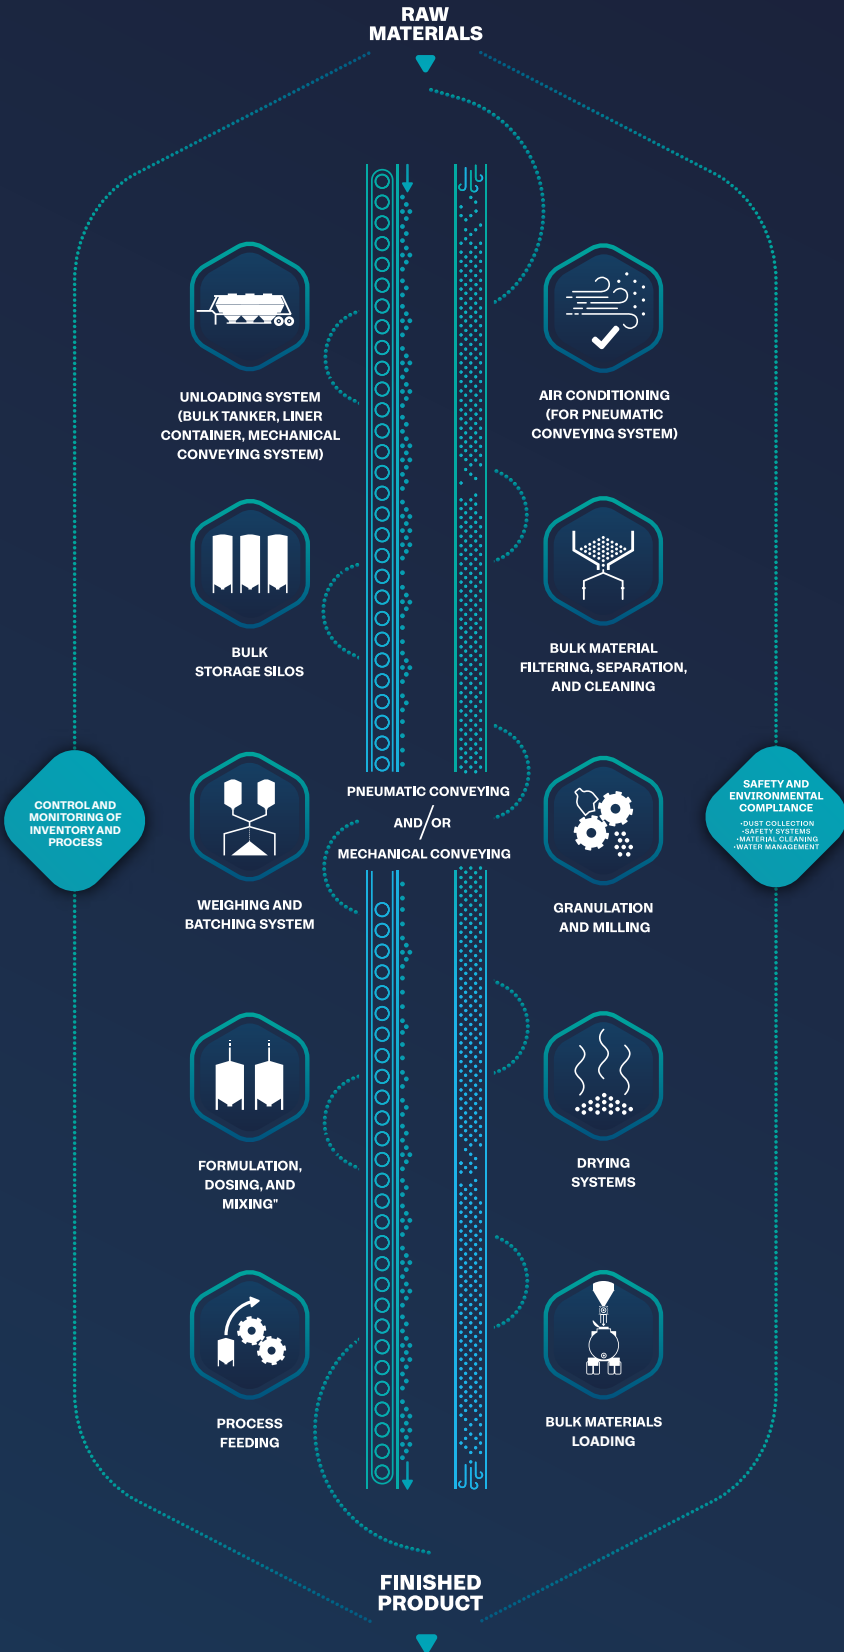 RAW
MATERIALS
UNLOADING SYSTEM
(BULK TANKER, LINER
CONTAINER, MECHANICAL
CONVEYING SYSTEM)
AIR CONDITIONING
(FOR PNEUMATIC
CONVEYING SYSTEM)
BULK
STORAGE SILOS
BULK MATERIAL
FILTERING, SEPARATION,
AND CLEANING
CONTROL AND
MONITORING OF
INVENTORY AND
PROCESS
PNEUMATIC CONVEYING
AND/OR
MECHANICAL CONVEYING
SAFETY AND
ENVIRONMENTAL
COMPLIANCE
•DUST COLLECTION
•SAFETY SYSTEMS
•MATERIAL CLEANING
•WATER MANAGEMENT
WEIGHING AND
BATCHING SYSTEM
GRANULATION
AND MILLING
FORMULATION,
DOSING, AND
MIXING"
DRYING
SYSTEMS
PROCESS
FEEDING
BULK MATERIALS
LOADING
FINISHED
PRODUCT